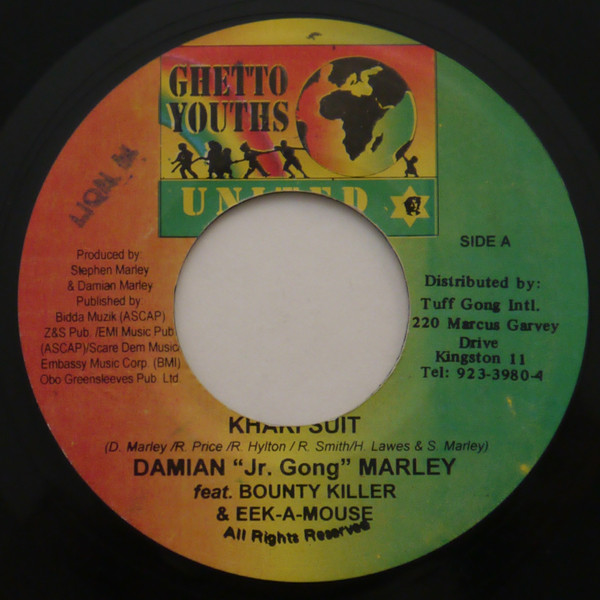 GHETTO
YOUTHS
UNITED
LION M
SIDE A
Produced by:
Stephen Marley
& Damian Marley
Published by
Bidda Muzik (ASCAP)
Z&S Pub. /EMI Music Pub
(ASCAP)/Scare Dem Music
Embassy Music Corp. (BMI)
Obo Greensleeves Pub. Ltd
Distributed by:
Tuff Gong Intl.
220 Marcus Garvey
Drive
Kingston 11
Tel: 923-3980-4
KHAKI SUIT
(D. Marley /R. Price /R. Hylton / R. Smith/H. Lawes & S. Marley)
DAMIAN “Jr. Gong” MARLEY
feat. BOUNTY KILLER
& EEK-A-MOUSE
All Rights Reserved